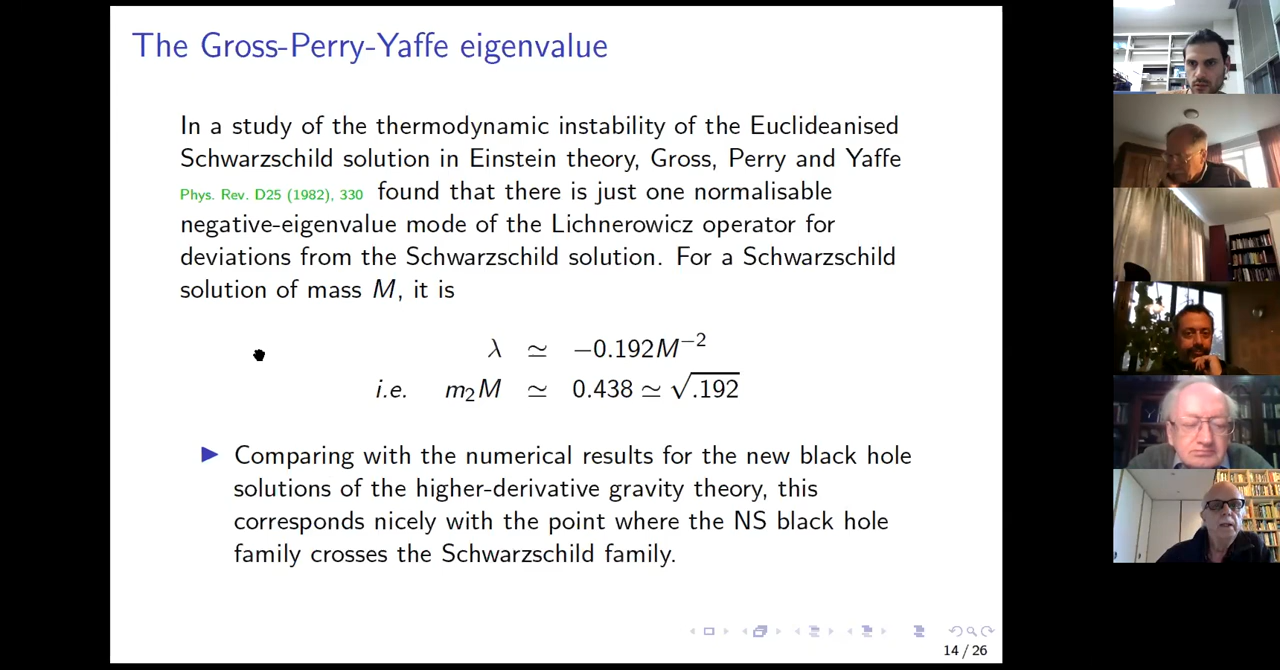 The Gross-Perry-Yaffe eigenvalue
In a study of the thermodynamic instability of the Euclideanised
Schwarzschild solution in Einstein theory, Gross, Perry and Yaffe
Phys. Rev. D25 (1982), 330 found that there is just one normalisable
negative-eigenvalue mode of the Lichnerowicz operator for
deviations from the Schwarzschild solution. For a Schwarzschild
solution of mass M, it is
λ ≃ −0.192M⁻²
i.e. m₂M ≃ 0.438 ≃ √.192
▶ Comparing with the numerical results for the new black hole
solutions of the higher-derivative gravity theory, this
corresponds nicely with the point where the NS black hole
family crosses the Schwarzschild family.
14 / 26